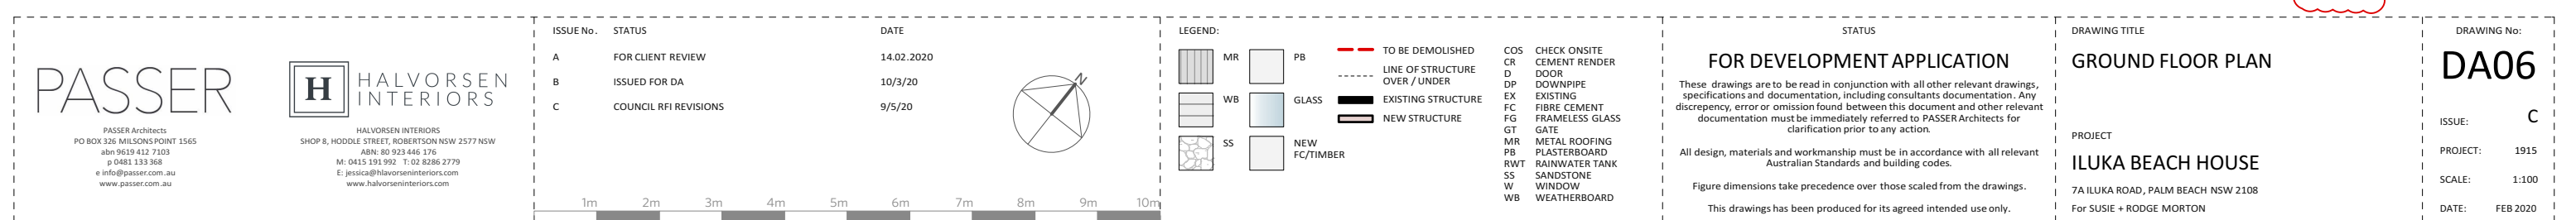 PASSER
PASSER Architects
PO BOX 326 MILSONS POINT 1565
abn 9619 412 7103
p 0481 133 368
e info@passer.com.au
www.passer.com.au
H
HALVORSEN
INTERIORS
HALVORSEN INTERIORS
SHOP 8, HODDLE STREET, ROBERTSON NSW 2577 NSW
ABN: 80 923 446 176
M: 0415 191 992 T: 02 8286 2779
E: jessica@hlavorseninteriors.com
www.halvorseninteriors.com
ISSUE No. STATUS DATE
A FOR CLIENT REVIEW 14.02.2020
B ISSUED FOR DA 10/3/20
C COUNCIL RFI REVISIONS 9/5/20
N
1m 2m 3m 4m 5m 6m 7m 8m 9m 10m
LEGEND:
MR PB
WB GLASS
SS NEW
FC/TIMBER
TO BE DEMOLISHED
LINE OF STRUCTURE
OVER / UNDER
EXISTING STRUCTURE
NEW STRUCTURE
COS CHECK ONSITE
CR CEMENT RENDER
D DOOR
DP DOWNPIPE
EX EXISTING
FC FIBRE CEMENT
FG FRAMELESS GLASS
GT GATE
MR METAL ROOFING
PB PLASTERBOARD
RWT RAINWATER TANK
SS SANDSTONE
W WINDOW
WB WEATHERBOARD
STATUS
FOR DEVELOPMENT APPLICATION
These drawings are to be read in conjunction with all other relevant drawings,
specifications and documentation, including consultants documentation. Any
discrepency, error or omission found between this document and other relevant
documentation must be immediately referred to PASSER Architects for
clarification prior to any action.
All design, materials and workmanship must be in accordance with all relevant
Australian Standards and building codes.
Figure dimensions take precedence over those scaled from the drawings.
This drawings has been produced for its agreed intended use only.
DRAWING TITLE
GROUND FLOOR PLAN
PROJECT
ILUKA BEACH HOUSE
7A ILUKA ROAD, PALM BEACH NSW 2108
For SUSIE + RODGE MORTON
DRAWING No:
DA06
ISSUE: C
PROJECT: 1915
SCALE: 1:100
DATE: FEB 2020